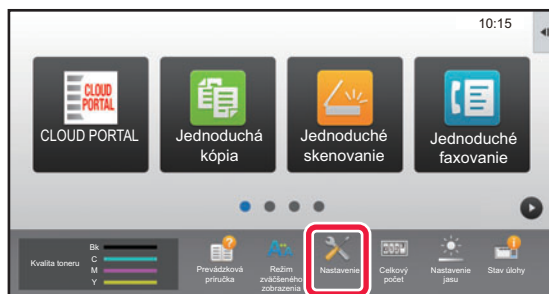 10:15
CLOUD
PORTAL
CLOUD PORTAL
Jednoduchá
kópia
Jednoduché
skenovanie
Jednoduché
faxovanie
Kvalita toneru
Bk
C
M
Y
Prevádzková
príručka
Režim
zväčšeného
zobrazenia
Nastavenie
Celkový
počet
Nastavenie
jasu
Stav úlohy